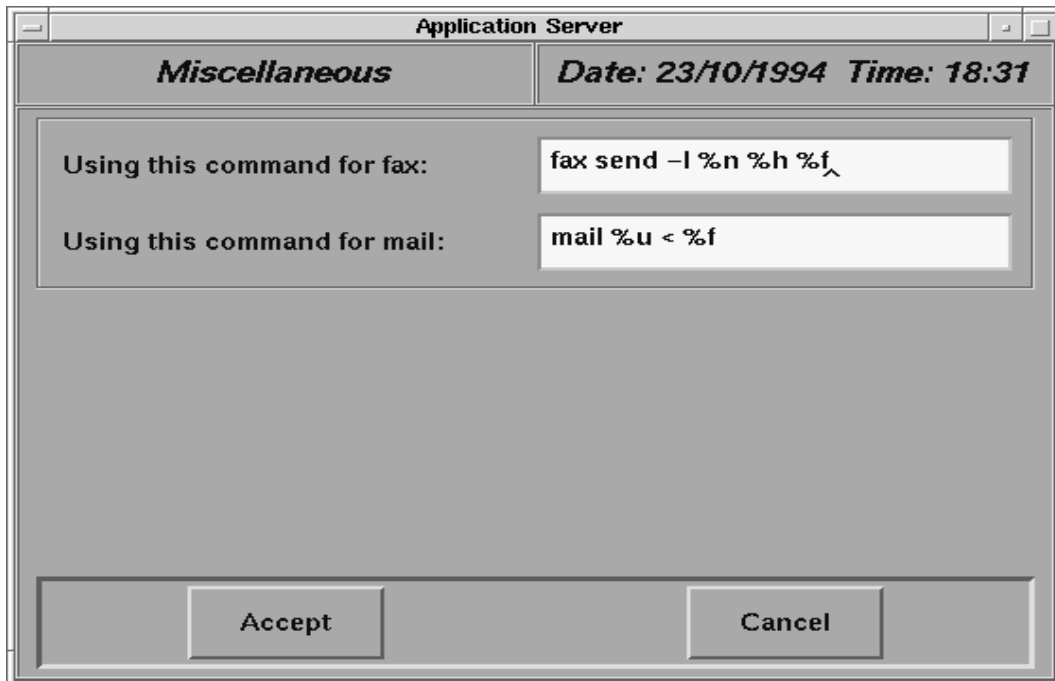 Application Server
Miscellaneous
Date: 23/10/1994 Time: 18:31
Using this command for fax:
fax send -l %n %h %f
Using this command for mail:
mail %u < %f
Accept
Cancel